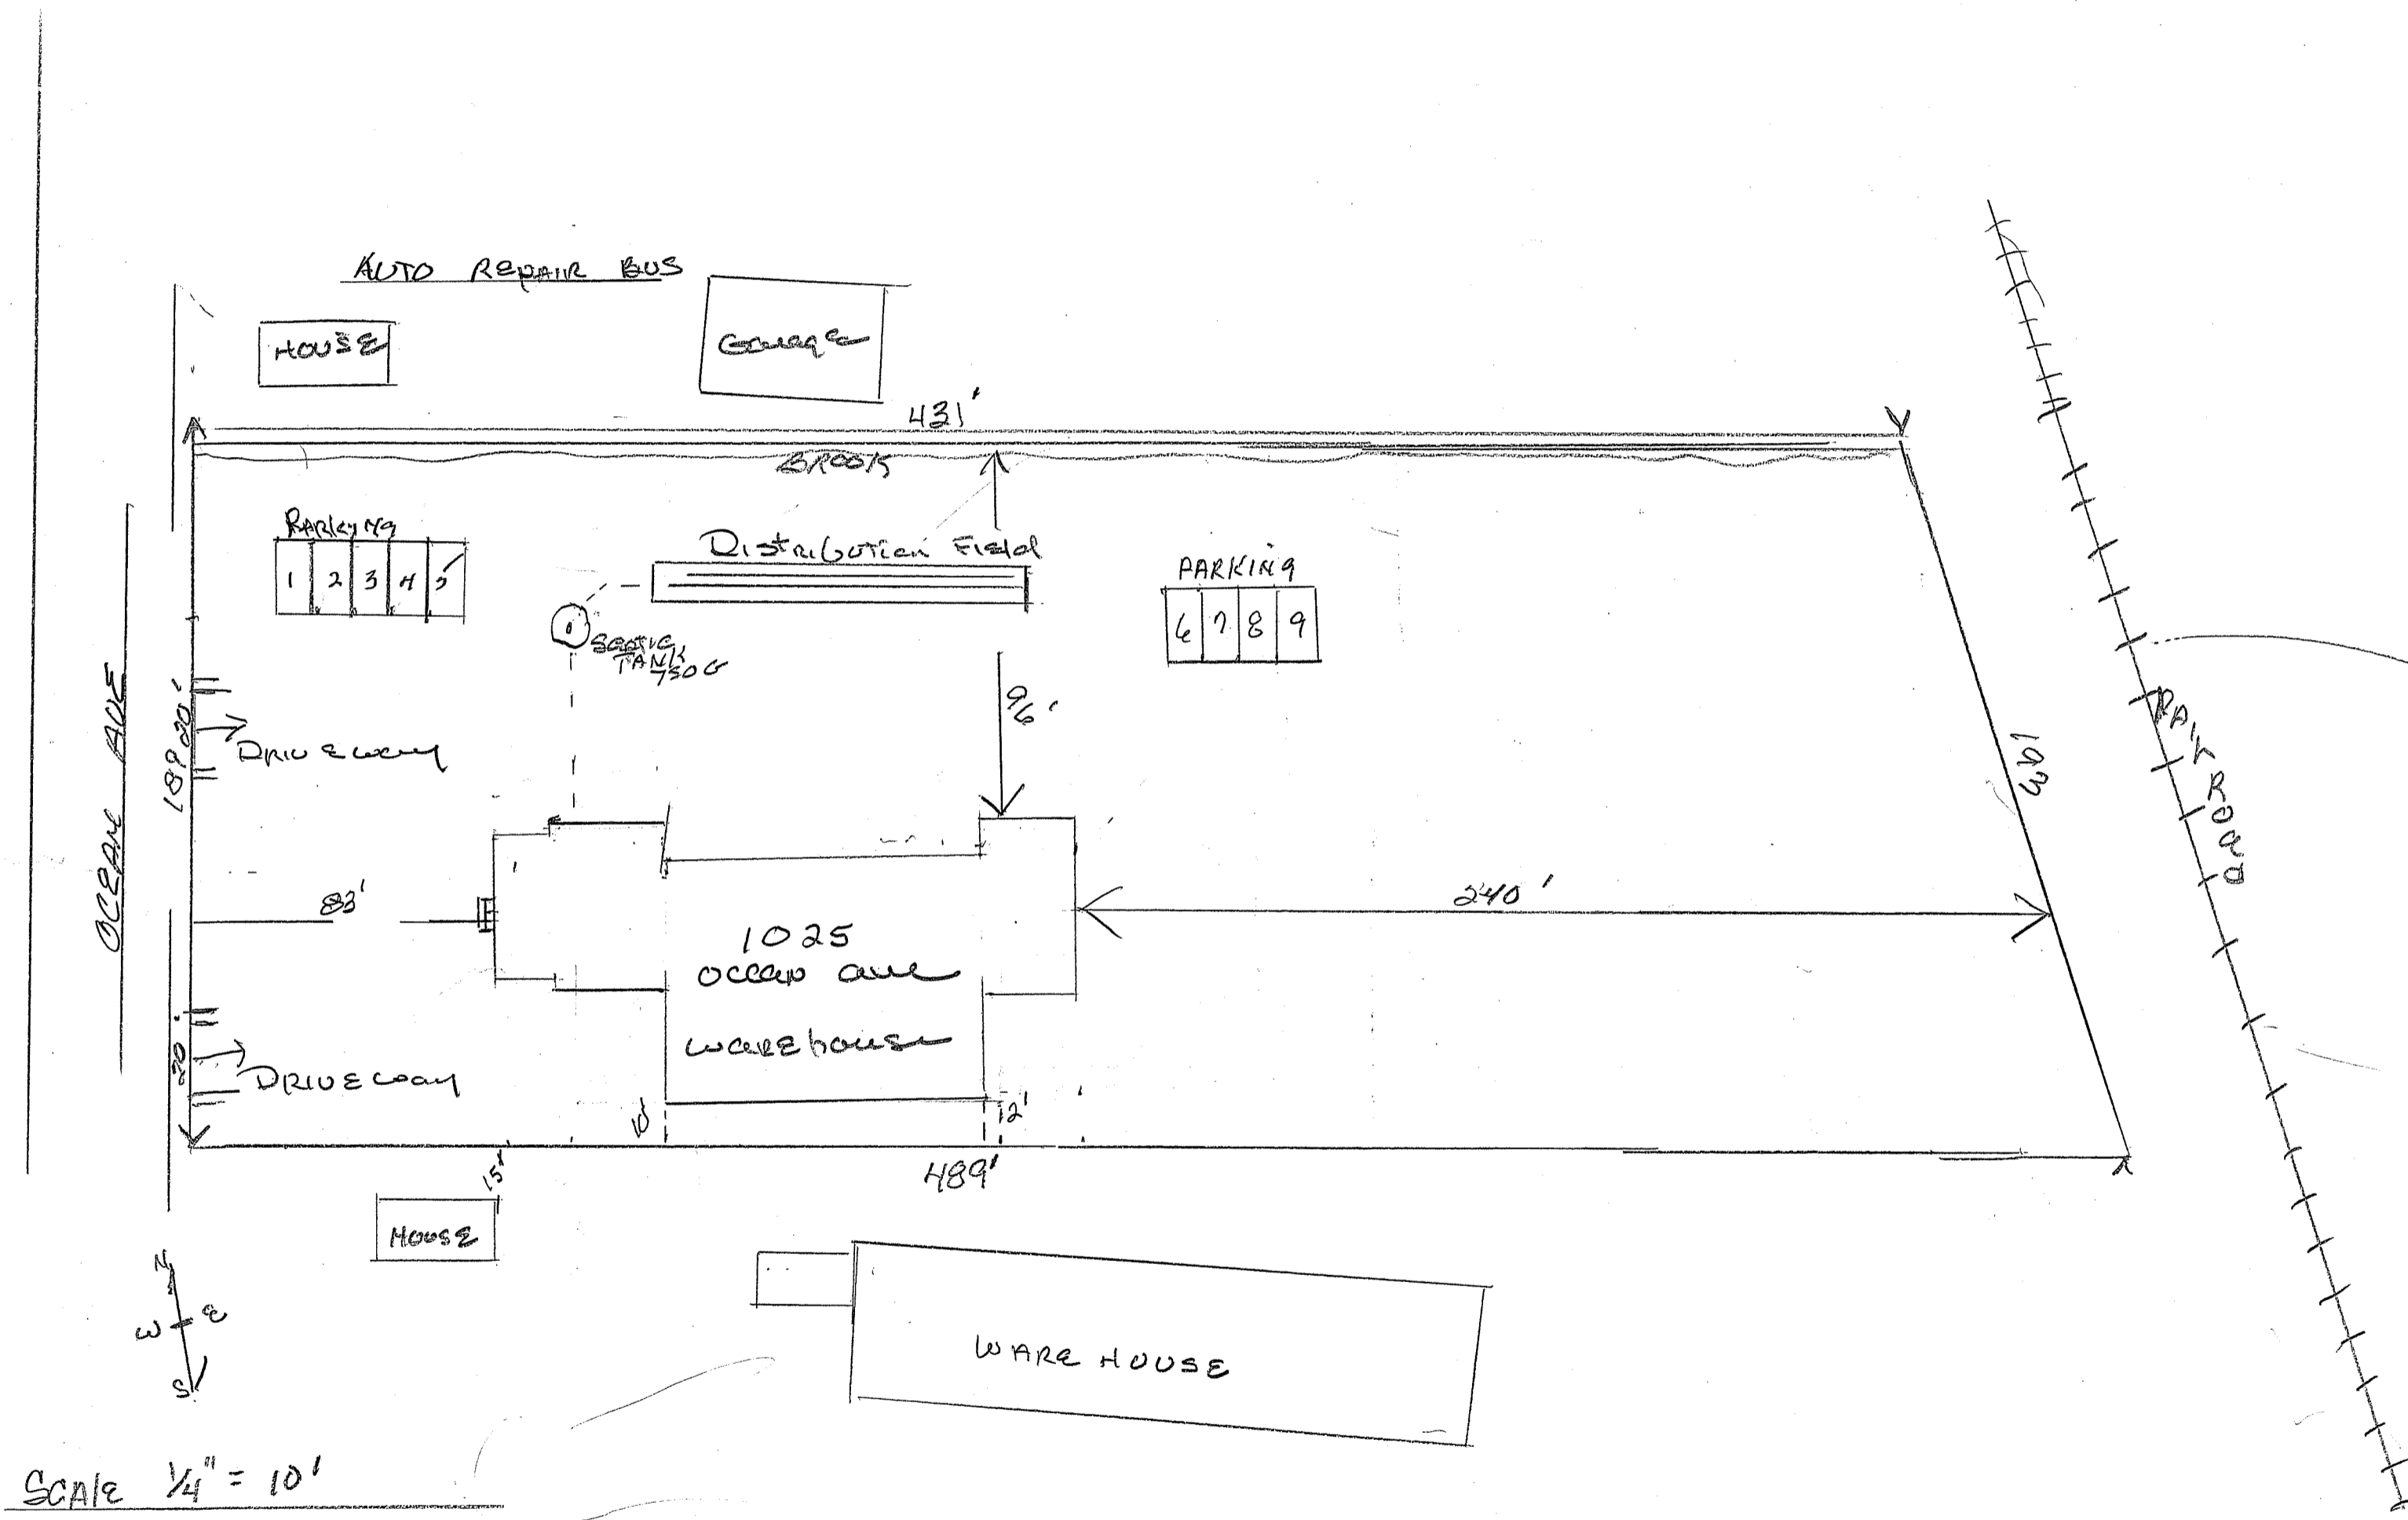 AUTO REPAIR BUS
HOUSE
Garage
431'
BROOK
PARKING
1 2 3 4 5
Distribution Field
PARKING
6 7 8 9
SEPTIC
TANK
750 G
96'
OCEAN AVE
189'
20'
DRIVEWAY
193
RAILROAD
83'
240'
1025
OCEAN AVE
WAREHOUSE
20'
DRIVEWAY
10'
12'
15'
489'
HOUSE
N
W E
S
WAREHOUSE
SCALE 1/4" = 10'